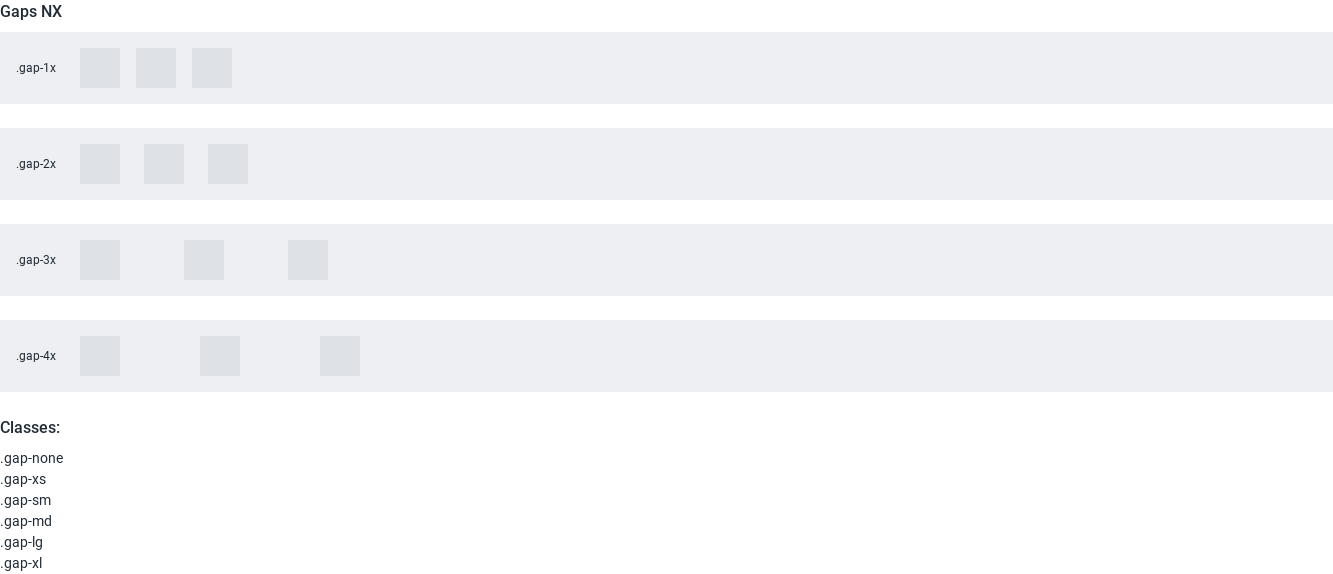 Gaps NX
.gap-1x
.gap-2x
.gap-3x
.gap-4x
Classes:
.gap-none
.gap-xs
.gap-sm
.gap-md
.gap-lg
.gap-xl